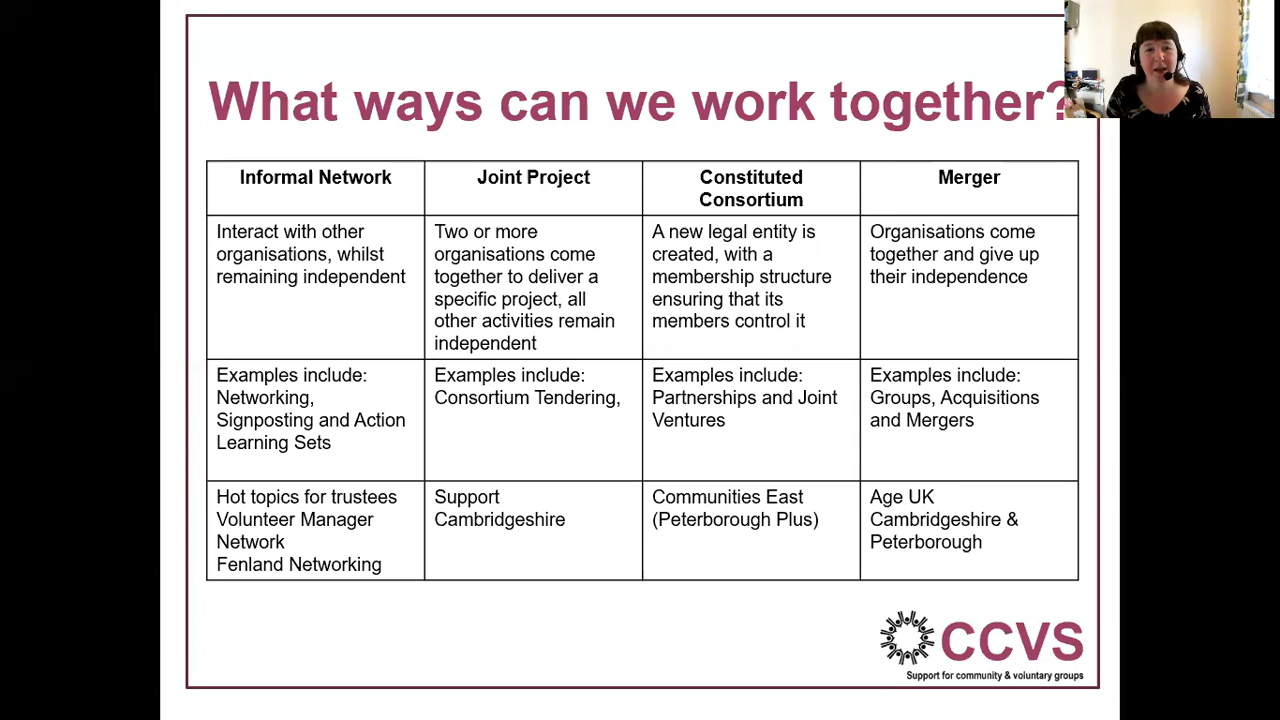 What ways can we work together?
Informal Network
Joint Project
Constituted
Consortium
Merger
Interact with other
organisations, whilst
remaining independent
Two or more
organisations come
together to deliver a
specific project, all
other activities remain
independent
A new legal entity is
created, with a
membership structure
ensuring that its
members control it
Organisations come
together and give up
their independence
Examples include:
Networking,
Signposting and Action
Learning Sets
Examples include:
Consortium Tendering,
Examples include:
Partnerships and Joint
Ventures
Examples include:
Groups, Acquisitions
and Mergers
Hot topics for trustees
Volunteer Manager
Network
Fenland Networking
Support
Cambridgeshire
Communities East
(Peterborough Plus)
Age UK
Cambridgeshire &
Peterborough
CCVS
Support for community & voluntary groups